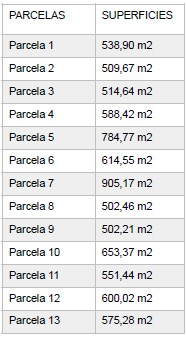 PARCELAS SUPERFICIES
Parcela 1 538,90 m2
Parcela 2 509,67 m2
Parcela 3 514,64 m2
Parcela 4 588,42 m2
Parcela 5 784,77 m2
Parcela 6 614,55 m2
Parcela 7 905,17 m2
Parcela 8 502,46 m2
Parcela 9 502,21 m2
Parcela 10 653,37 m2
Parcela 11 551,44 m2
Parcela 12 600,02 m2
Parcela 13 575,28 m2